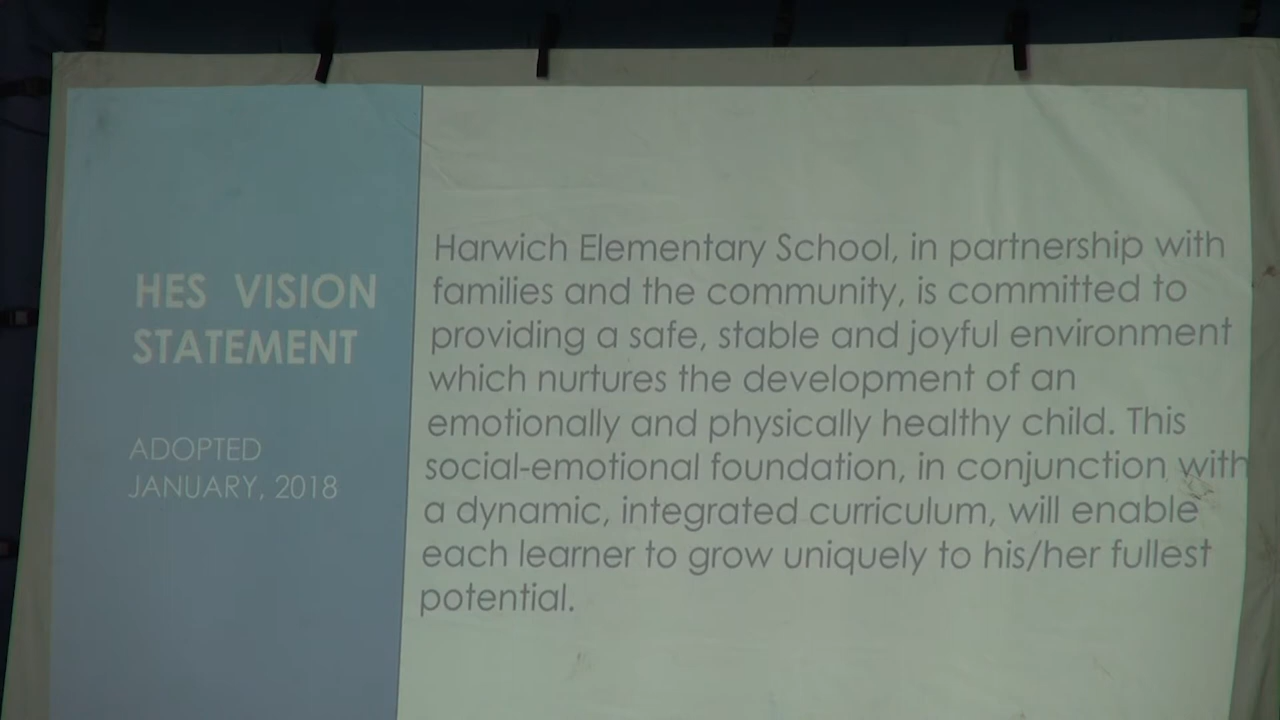 HES VISION
STATEMENT
ADOPTED
JANUARY, 2018
Harwich Elementary School, in partnership with
families and the community, is committed to
providing a safe, stable and joyful environment
which nurtures the development of an
emotionally and physically healthy child. This
social-emotional foundation, in conjunction with
a dynamic, integrated curriculum, will enable
each learner to grow uniquely to his/her fullest
potential.